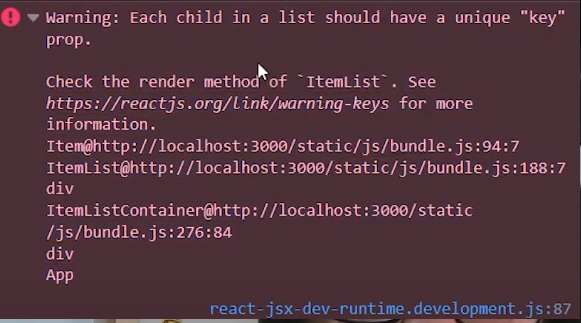 Warning: Each child in a list should have a unique "key"
prop.
Check the render method of `ItemList`. See
https://reactjs.org/link/warning-keys for more
information.
Item@http://localhost:3000/static/js/bundle.js:94:7
ItemList@http://localhost:3000/static/js/bundle.js:188:7
div
ItemListContainer@http://localhost:3000/static
/js/bundle.js:276:84
div
App
react-jsx-dev-runtime.development.js:87